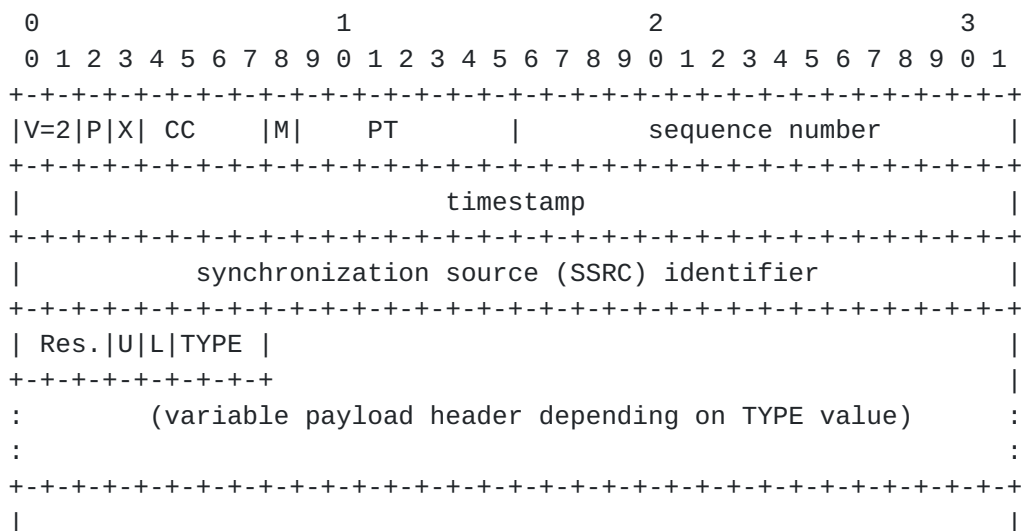 0                   1                   2                   3
 0 1 2 3 4 5 6 7 8 9 0 1 2 3 4 5 6 7 8 9 0 1 2 3 4 5 6 7 8 9 0 1
+-+-+-+-+-+-+-+-+-+-+-+-+-+-+-+-+-+-+-+-+-+-+-+-+-+-+-+-+-+-+-+-+
|V=2|P|X| CC    |M|    PT       |        sequence number        |
+-+-+-+-+-+-+-+-+-+-+-+-+-+-+-+-+-+-+-+-+-+-+-+-+-+-+-+-+-+-+-+-+
|                           timestamp                           |
+-+-+-+-+-+-+-+-+-+-+-+-+-+-+-+-+-+-+-+-+-+-+-+-+-+-+-+-+-+-+-+-+
|           synchronization source (SSRC) identifier            |
+-+-+-+-+-+-+-+-+-+-+-+-+-+-+-+-+-+-+-+-+-+-+-+-+-+-+-+-+-+-+-+-+
| Res.|U|L|TYPE |                                               |
+-+-+-+-+-+-+-+-+                                               |
:        (variable payload header depending on TYPE value)      :
:                                                               :
+-+-+-+-+-+-+-+-+-+-+-+-+-+-+-+-+-+-+-+-+-+-+-+-+-+-+-+-+-+-+-+-+
|                                                               |